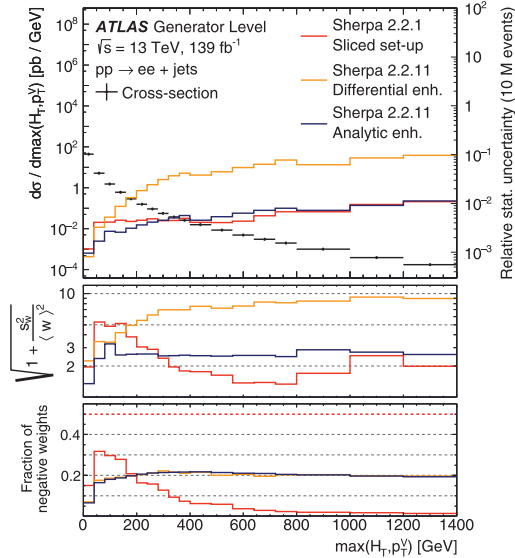 ATLAS Generator Level
√s = 13 TeV, 139 fb⁻¹
pp → ee + jets
Cross-section
Sherpa 2.2.1
Sliced set-up
Sherpa 2.2.11
Differential enh.
Sherpa 2.2.11
Analytic enh.
dσ / dmax(H_T,p_T^V) [pb / GeV]
10⁸
10⁶
10⁴
10²
1
10⁻²
10⁻⁴
Relative stat. uncertainty (10 M events)
10²
10
1
10⁻¹
10⁻²
10⁻³
√1 + s_w²/⟨w⟩²
10
3
2
Fraction of
negative weights
0.4
0.2
0 200 400 600 800 1000 1200 1400
max(H_T,p_T^V) [GeV]